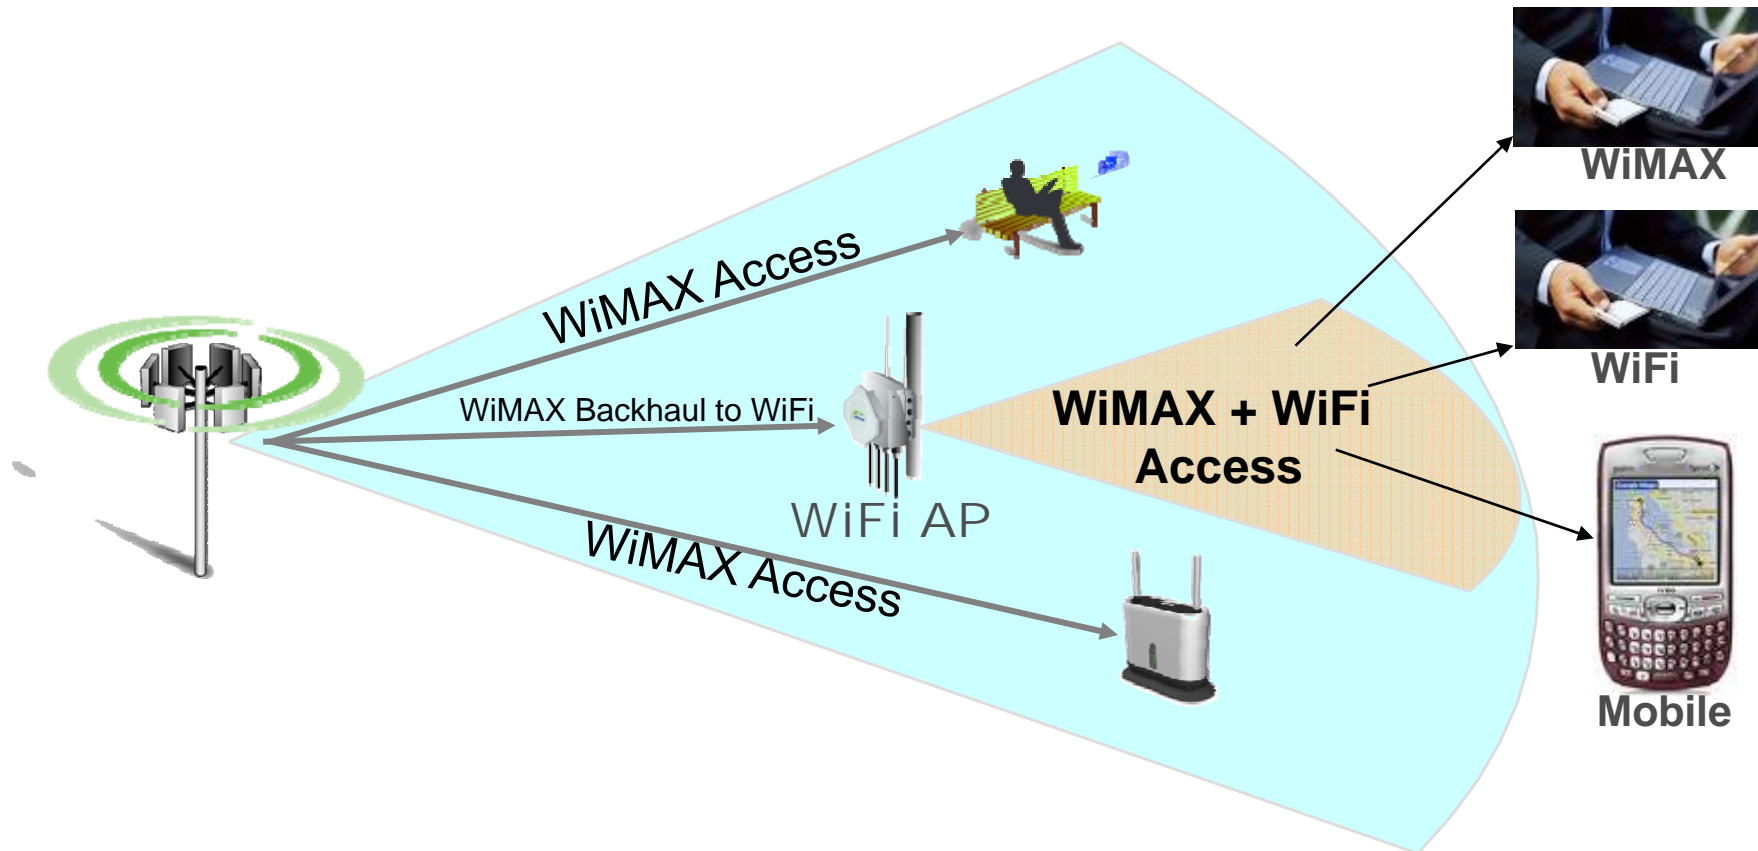 WiMAX
WiMAX Access
WiFi
WiMAX Backhaul to WiFi
WiMAX + WiFi
Access
WiFi AP
WiMAX Access
Mobile